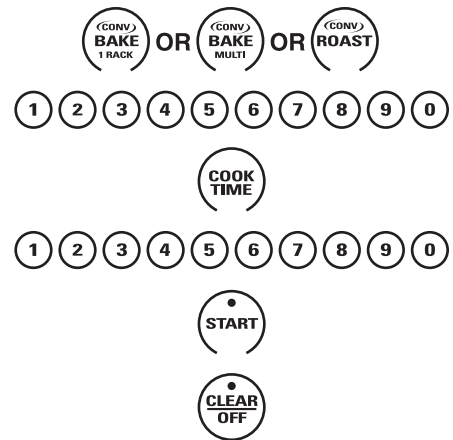 CONV BAKE 1 RACK OR CONV BAKE MULTI OR CONV ROAST
1 2 3 4 5 6 7 8 9 0
COOK TIME
1 2 3 4 5 6 7 8 9 0
START
CLEAR
OFF